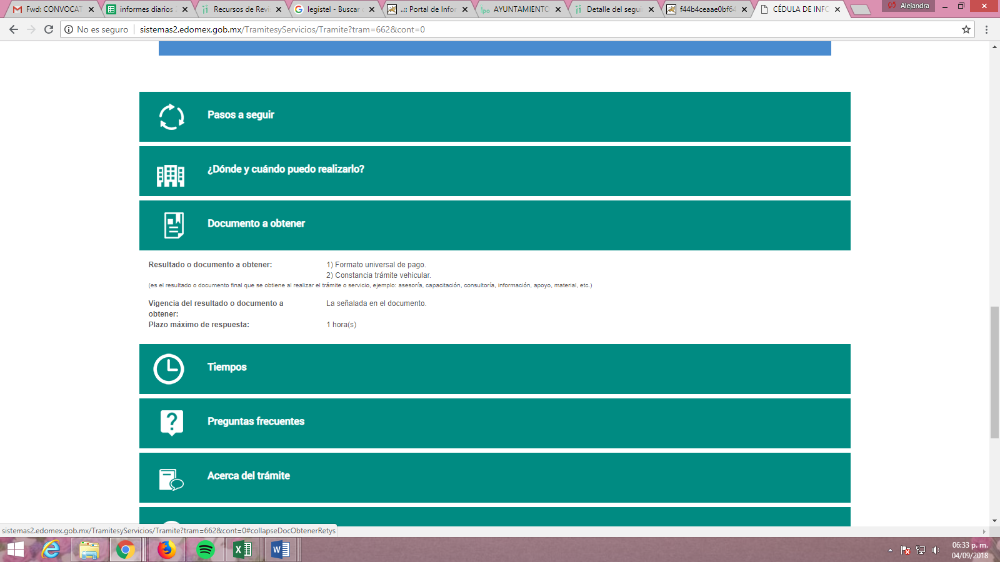 Fwd: CONVOCAT
informes diarios
Recursos de Revi
legistel - Buscar
..:: Portal de Infor
AYUNTAMIENTO
Detalle del segui
f44b4ceaae0bf64
CÉDULA DE INFO
Alejandra
No es seguro
sistemas2.edomex.gob.mx/TramitesyServicios/Tramite?tram=662&cont=0
Pasos a seguir
¿Dónde y cuándo puedo realizarlo?
Documento a obtener
Resultado o documento a obtener: 1) Formato universal de pago.
2) Constancia trámite vehicular.
(es el resultado o documento final que se obtiene al realizar el trámite o servicio, ejemplo: asesoría, capacitación, consultoría, información, apoyo, material, etc.)
Vigencia del resultado o documento a La señalada en el documento.
obtener:
Plazo máximo de respuesta: 1 hora(s)
Tiempos
Preguntas frecuentes
Acerca del trámite
sistemas2.edomex.gob.mx/TramitesyServicios/Tramite?tram=662&cont=0#collapseDocObtenerRetys
06:33 p. m.
04/09/2018